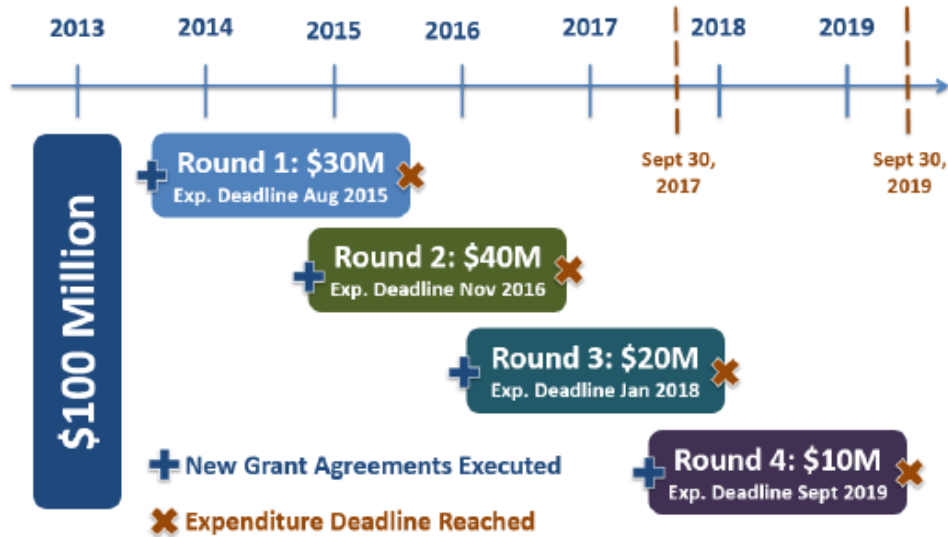 2013
2014
2015
2016
2017
2018
2019
Sept 30,
2017
Sept 30,
2019
$100 Million
Round 1: $30M
Exp. Deadline Aug 2015
Round 2: $40M
Exp. Deadline Nov 2016
Round 3: $20M
Exp. Deadline Jan 2018
Round 4: $10M
Exp. Deadline Sept 2019
New Grant Agreements Executed
Expenditure Deadline Reached